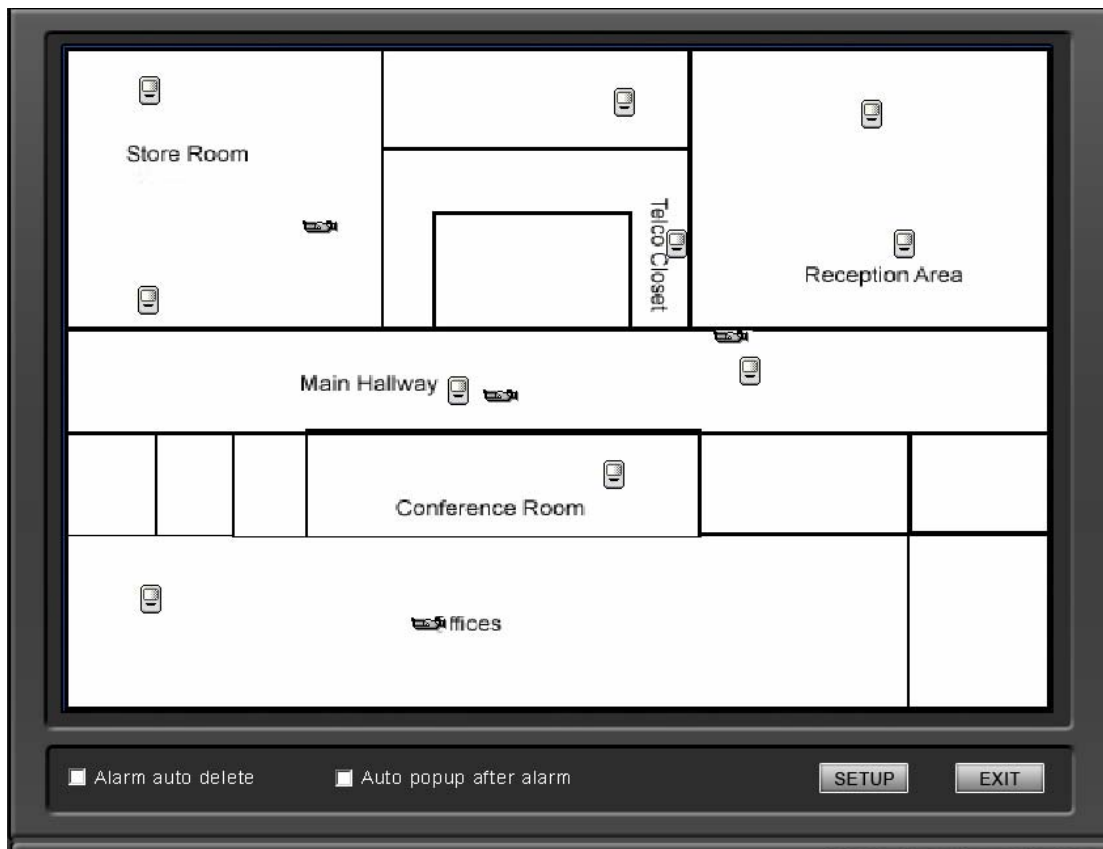 Store Room
Telco Closet
Reception Area
Main Hallway
Conference Room
ffices
Alarm auto delete
Auto popup after alarm
SETUP
EXIT